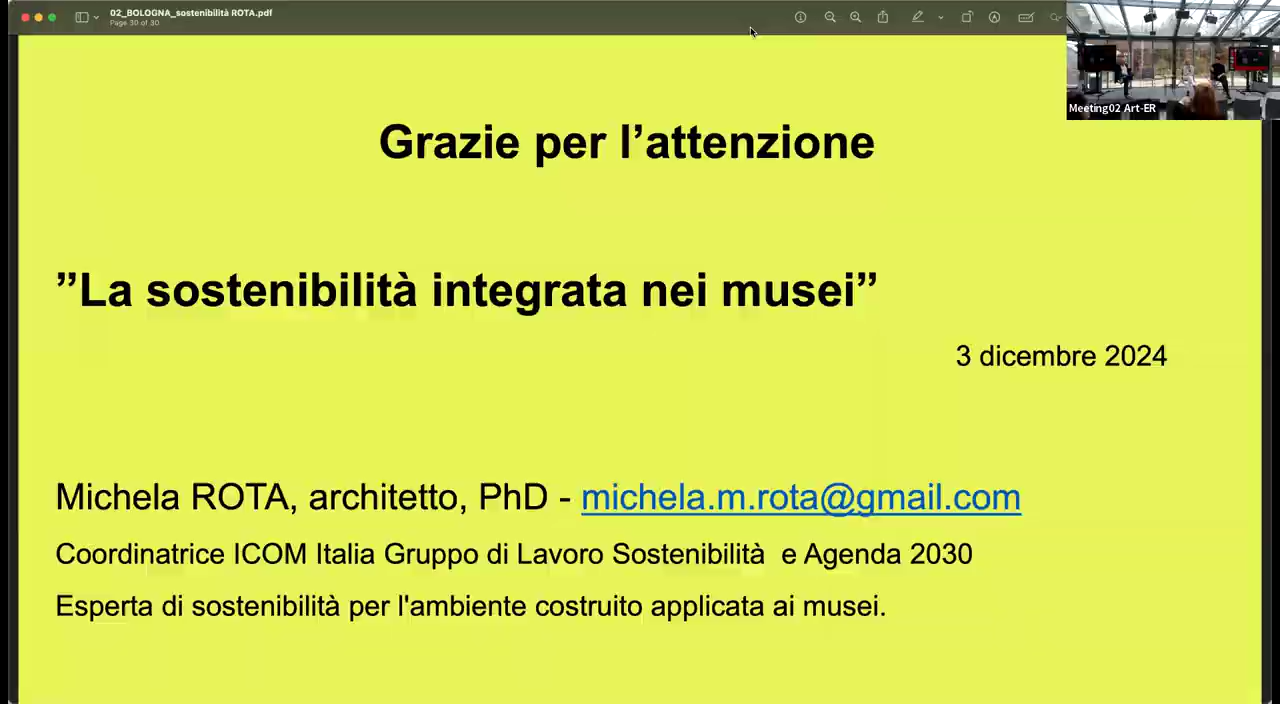 02_BOLOGNA_sostenibilità ROTA.pdf
Page 30 of 30
Meeting02 Art-ER
Grazie per l’attenzione
”La sostenibilità integrata nei musei”
3 dicembre 2024
Michela ROTA, architetto, PhD - michela.m.rota@gmail.com
Coordinatrice ICOM Italia Gruppo di Lavoro Sostenibilità  e Agenda 2030
Esperta di sostenibilità per l'ambiente costruito applicata ai musei.